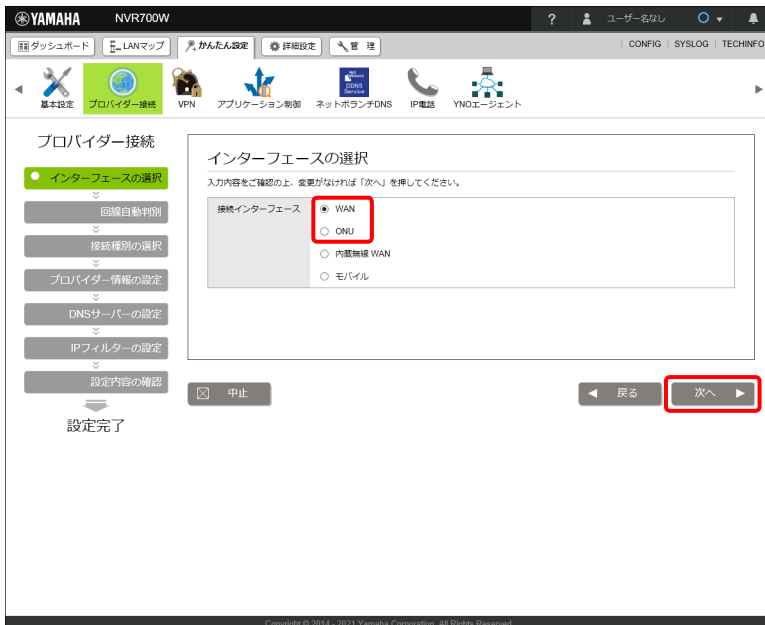 YAMAHA NVR700W ? ユーザー名なし
ダッシュボード LANマップ かんたん設定 詳細設定 管 理 CONFIG SYSLOG TECHINFO
基本設定 プロバイダー接続 VPN アプリケーション制御 ネットボランチDNS IP電話 YNOエージェント
プロバイダー接続
インターフェースの選択
回線自動判別
接続種別の選択
プロバイダー情報の設定
DNSサーバーの設定
IPフィルターの設定
設定内容の確認
設定完了
インターフェースの選択
入力内容をご確認の上、変更がなければ「次へ」を押してください。
接続インターフェース WAN
ONU
内蔵無線 WAN
モバイル
中止 戻る 次へ
Copyright © 2014 - 2021 Yamaha Corporation. All Rights Reserved.